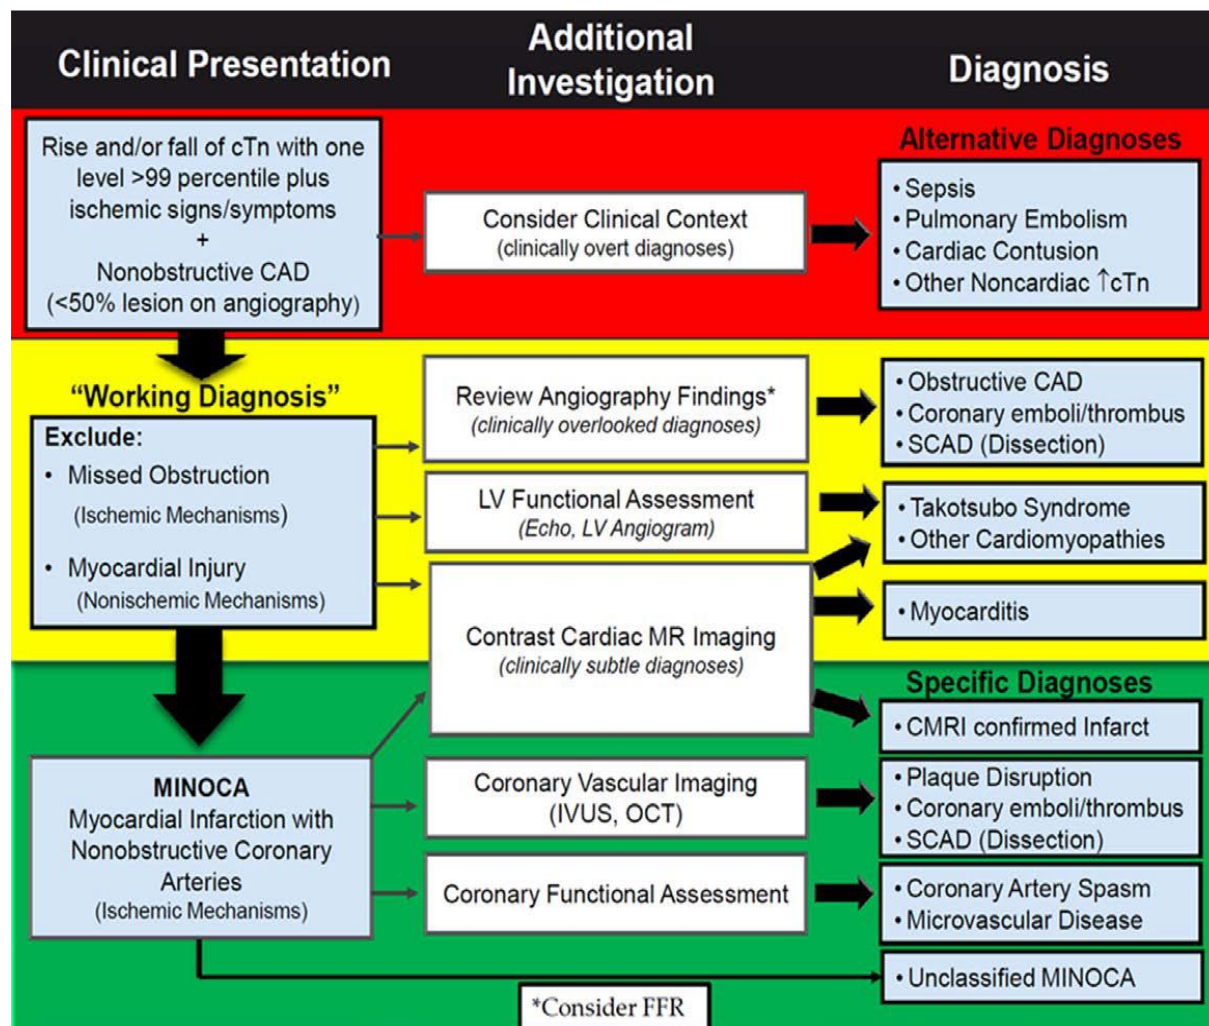 Clinical Presentation
Additional
Investigation
Diagnosis
Rise and/or fall of cTn with one
level >99 percentile plus
ischemic signs/symptoms
+
Nonobstructive CAD
(<50% lesion on angiography)
Consider Clinical Context
(clinically overt diagnoses)
Alternative Diagnoses
• Sepsis
• Pulmonary Embolism
• Cardiac Contusion
• Other Noncardiac ↑cTn
“Working Diagnosis”
Exclude:
• Missed Obstruction
(Ischemic Mechanisms)
• Myocardial Injury
(Nonischemic Mechanisms)
Review Angiography Findings*
(clinically overlooked diagnoses)
• Obstructive CAD
• Coronary emboli/thrombus
• SCAD (Dissection)
LV Functional Assessment
(Echo, LV Angiogram)
• Takotsubo Syndrome
• Other Cardiomyopathies
Contrast Cardiac MR Imaging
(clinically subtle diagnoses)
• Myocarditis
Specific Diagnoses
• CMRI confirmed Infarct
MINOCA
Myocardial Infarction with
Nonobstructive Coronary
Arteries
(Ischemic Mechanisms)
Coronary Vascular Imaging
(IVUS, OCT)
• Plaque Disruption
• Coronary emboli/thrombus
• SCAD (Dissection)
Coronary Functional Assessment
• Coronary Artery Spasm
• Microvascular Disease
• Unclassified MINOCA
*Consider FFR